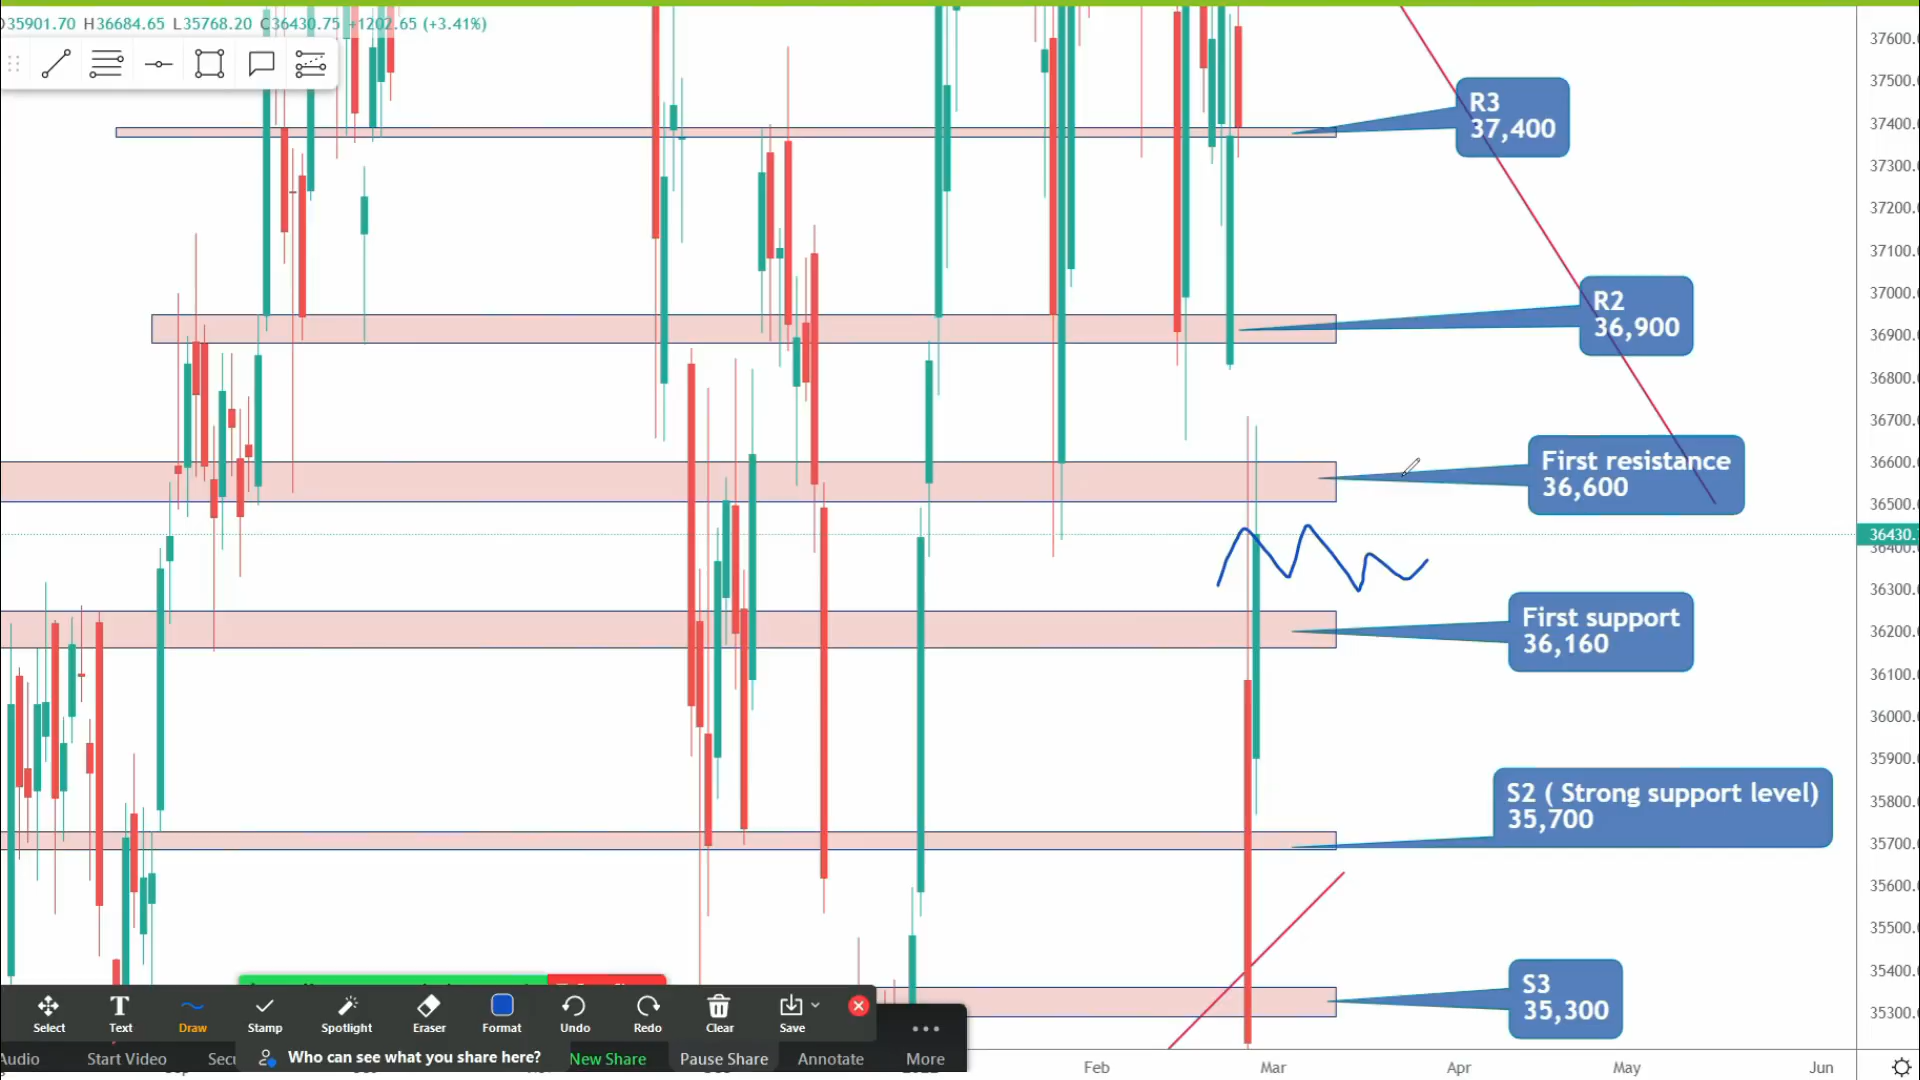 O35901.70 H36684.65 L35768.20 C36430.75 +1202.65 (+3.41%)
37600.
37500.
37400.
37300.
37200.
37100.
37000.
36900.
36800.
36700.
36600.
36500.
36430.
36400.
36300.
36200.
36100.
36000.
35900.
35800.
35700.
35600.
35500.
35400.
35300.
R3
37,400
R2
36,900
First resistance
36,600
First support
36,160
S2 ( Strong support level)
35,700
S3
35,300
Select
Text
Draw
Stamp
Spotlight
Eraser
Format
Undo
Redo
Clear
Save
Audio
Start Video
Secu
Who can see what you share here?
New Share
Pause Share
Annotate
More
Feb
Mar
Apr
May
Jun